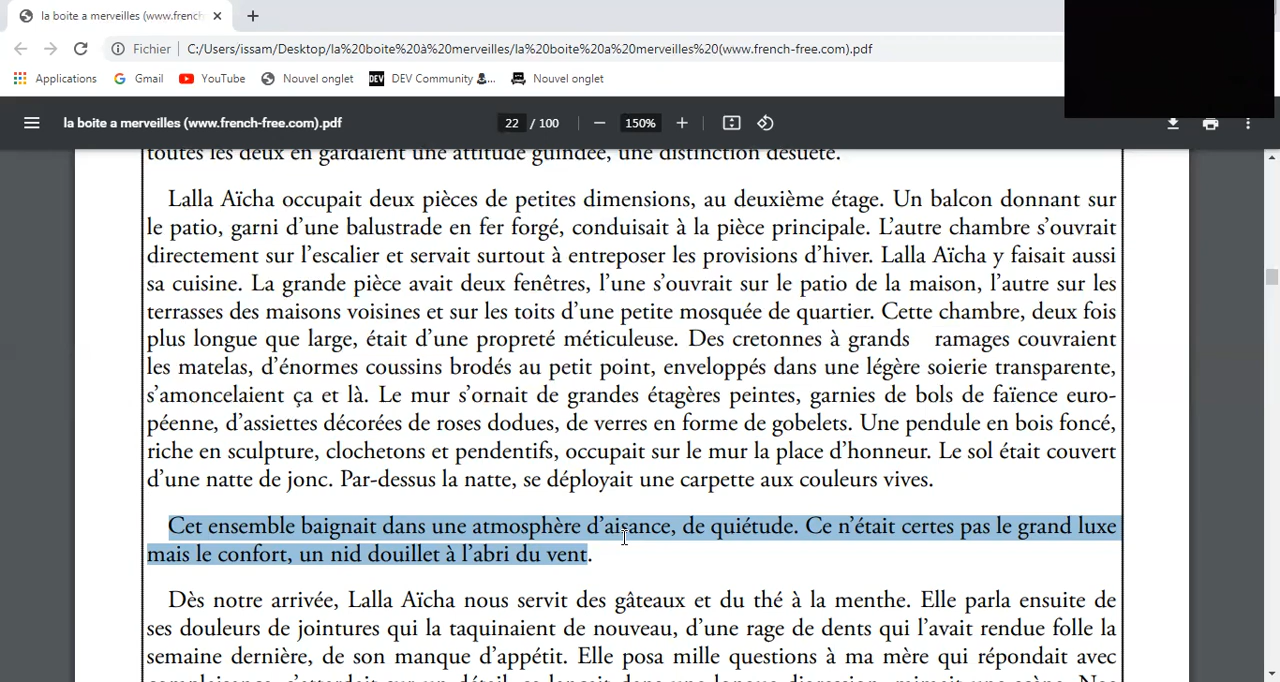 la boite a merveilles (www.french
Fichier
C:/Users/issam/Desktop/la%20boite%20à%20merveilles/la%20boite%20a%20merveilles%20(www.french-free.com).pdf
Applications
Gmail
YouTube
Nouvel onglet
DEV
DEV Community
...
Nouvel onglet
la boite a merveilles (www.french-free.com).pdf
22 / 100
150%
toutes les deux en gardaient une attitude guindée, une distinction désuète.
Lalla Aïcha occupait deux pièces de petites dimensions, au deuxième étage. Un balcon donnant sur
le patio, garni d’une balustrade en fer forgé, conduisait à la pièce principale. L’autre chambre s’ouvrait
directement sur l’escalier et servait surtout à entreposer les provisions d’hiver. Lalla Aïcha y faisait aussi
sa cuisine. La grande pièce avait deux fenêtres, l’une s’ouvrait sur le patio de la maison, l’autre sur les
terrasses des maisons voisines et sur les toits d’une petite mosquée de quartier. Cette chambre, deux fois
plus longue que large, était d’une propreté méticuleuse. Des cretonnes à grands ramages couvraient
les matelas, d’énormes coussins brodés au petit point, enveloppés dans une légère soierie transparente,
s’amoncelaient ça et là. Le mur s’ornait de grandes étagères peintes, garnies de bols de faïence euro-
péenne, d’assiettes décorées de roses dodues, de verres en forme de gobelets. Une pendule en bois foncé,
riche en sculpture, clochetons et pendentifs, occupait sur le mur la place d’honneur. Le sol était couvert
d’une natte de jonc. Par-dessus la natte, se déployait une carpette aux couleurs vives.
Cet ensemble baignait dans une atmosphère d’aisance, de quiétude. Ce n’était certes pas le grand luxe
mais le confort, un nid douillet à l’abri du vent.
Dès notre arrivée, Lalla Aïcha nous servit des gâteaux et du thé à la menthe. Elle parla ensuite de
ses douleurs de jointures qui la taquinaient de nouveau, d’une rage de dents qui l’avait rendue folle la
semaine dernière, de son manque d’appétit. Elle posa mille questions à ma mère qui répondait avec